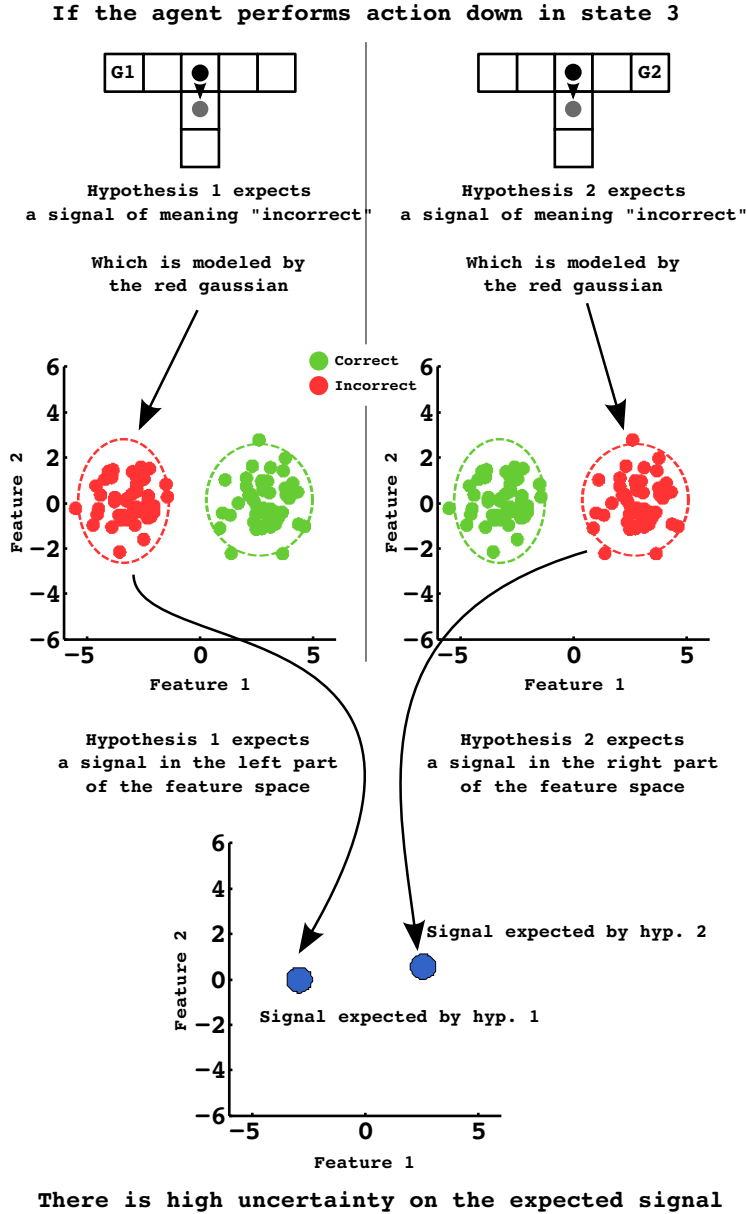 If the agent performs action down in state 3
G1
G2
Hypothesis 1 expects
a signal of meaning "incorrect"
Hypothesis 2 expects
a signal of meaning "incorrect"
Which is modeled by
the red gaussian
Which is modeled by
the red gaussian
Correct
Incorrect
6
4
2
0
−2
−4
−6
−5
0
5
Feature 2
Feature 1
6
4
2
0
−2
−4
−6
−5
0
5
Feature 2
Feature 1
Hypothesis 1 expects
a signal in the left part
of the feature space
Hypothesis 2 expects
a signal in the right part
of the feature space
6
4
2
0
−2
−4
−6
−5
0
5
Feature 2
Feature 1
Signal expected by hyp. 2
Signal expected by hyp. 1
There is high uncertainty on the expected signal